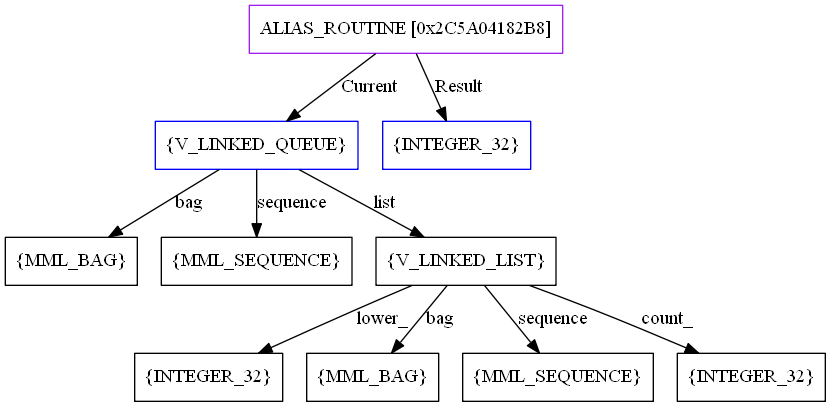 ALIAS_ROUTINE [0x2C5A04182B8]
Current
Result
{V_LINKED_QUEUE}
{INTEGER_32}
bag
sequence
list
{MML_BAG}
{MML_SEQUENCE}
{V_LINKED_LIST}
lower_
bag
sequence
count_
{INTEGER_32}
{MML_BAG}
{MML_SEQUENCE}
{INTEGER_32}